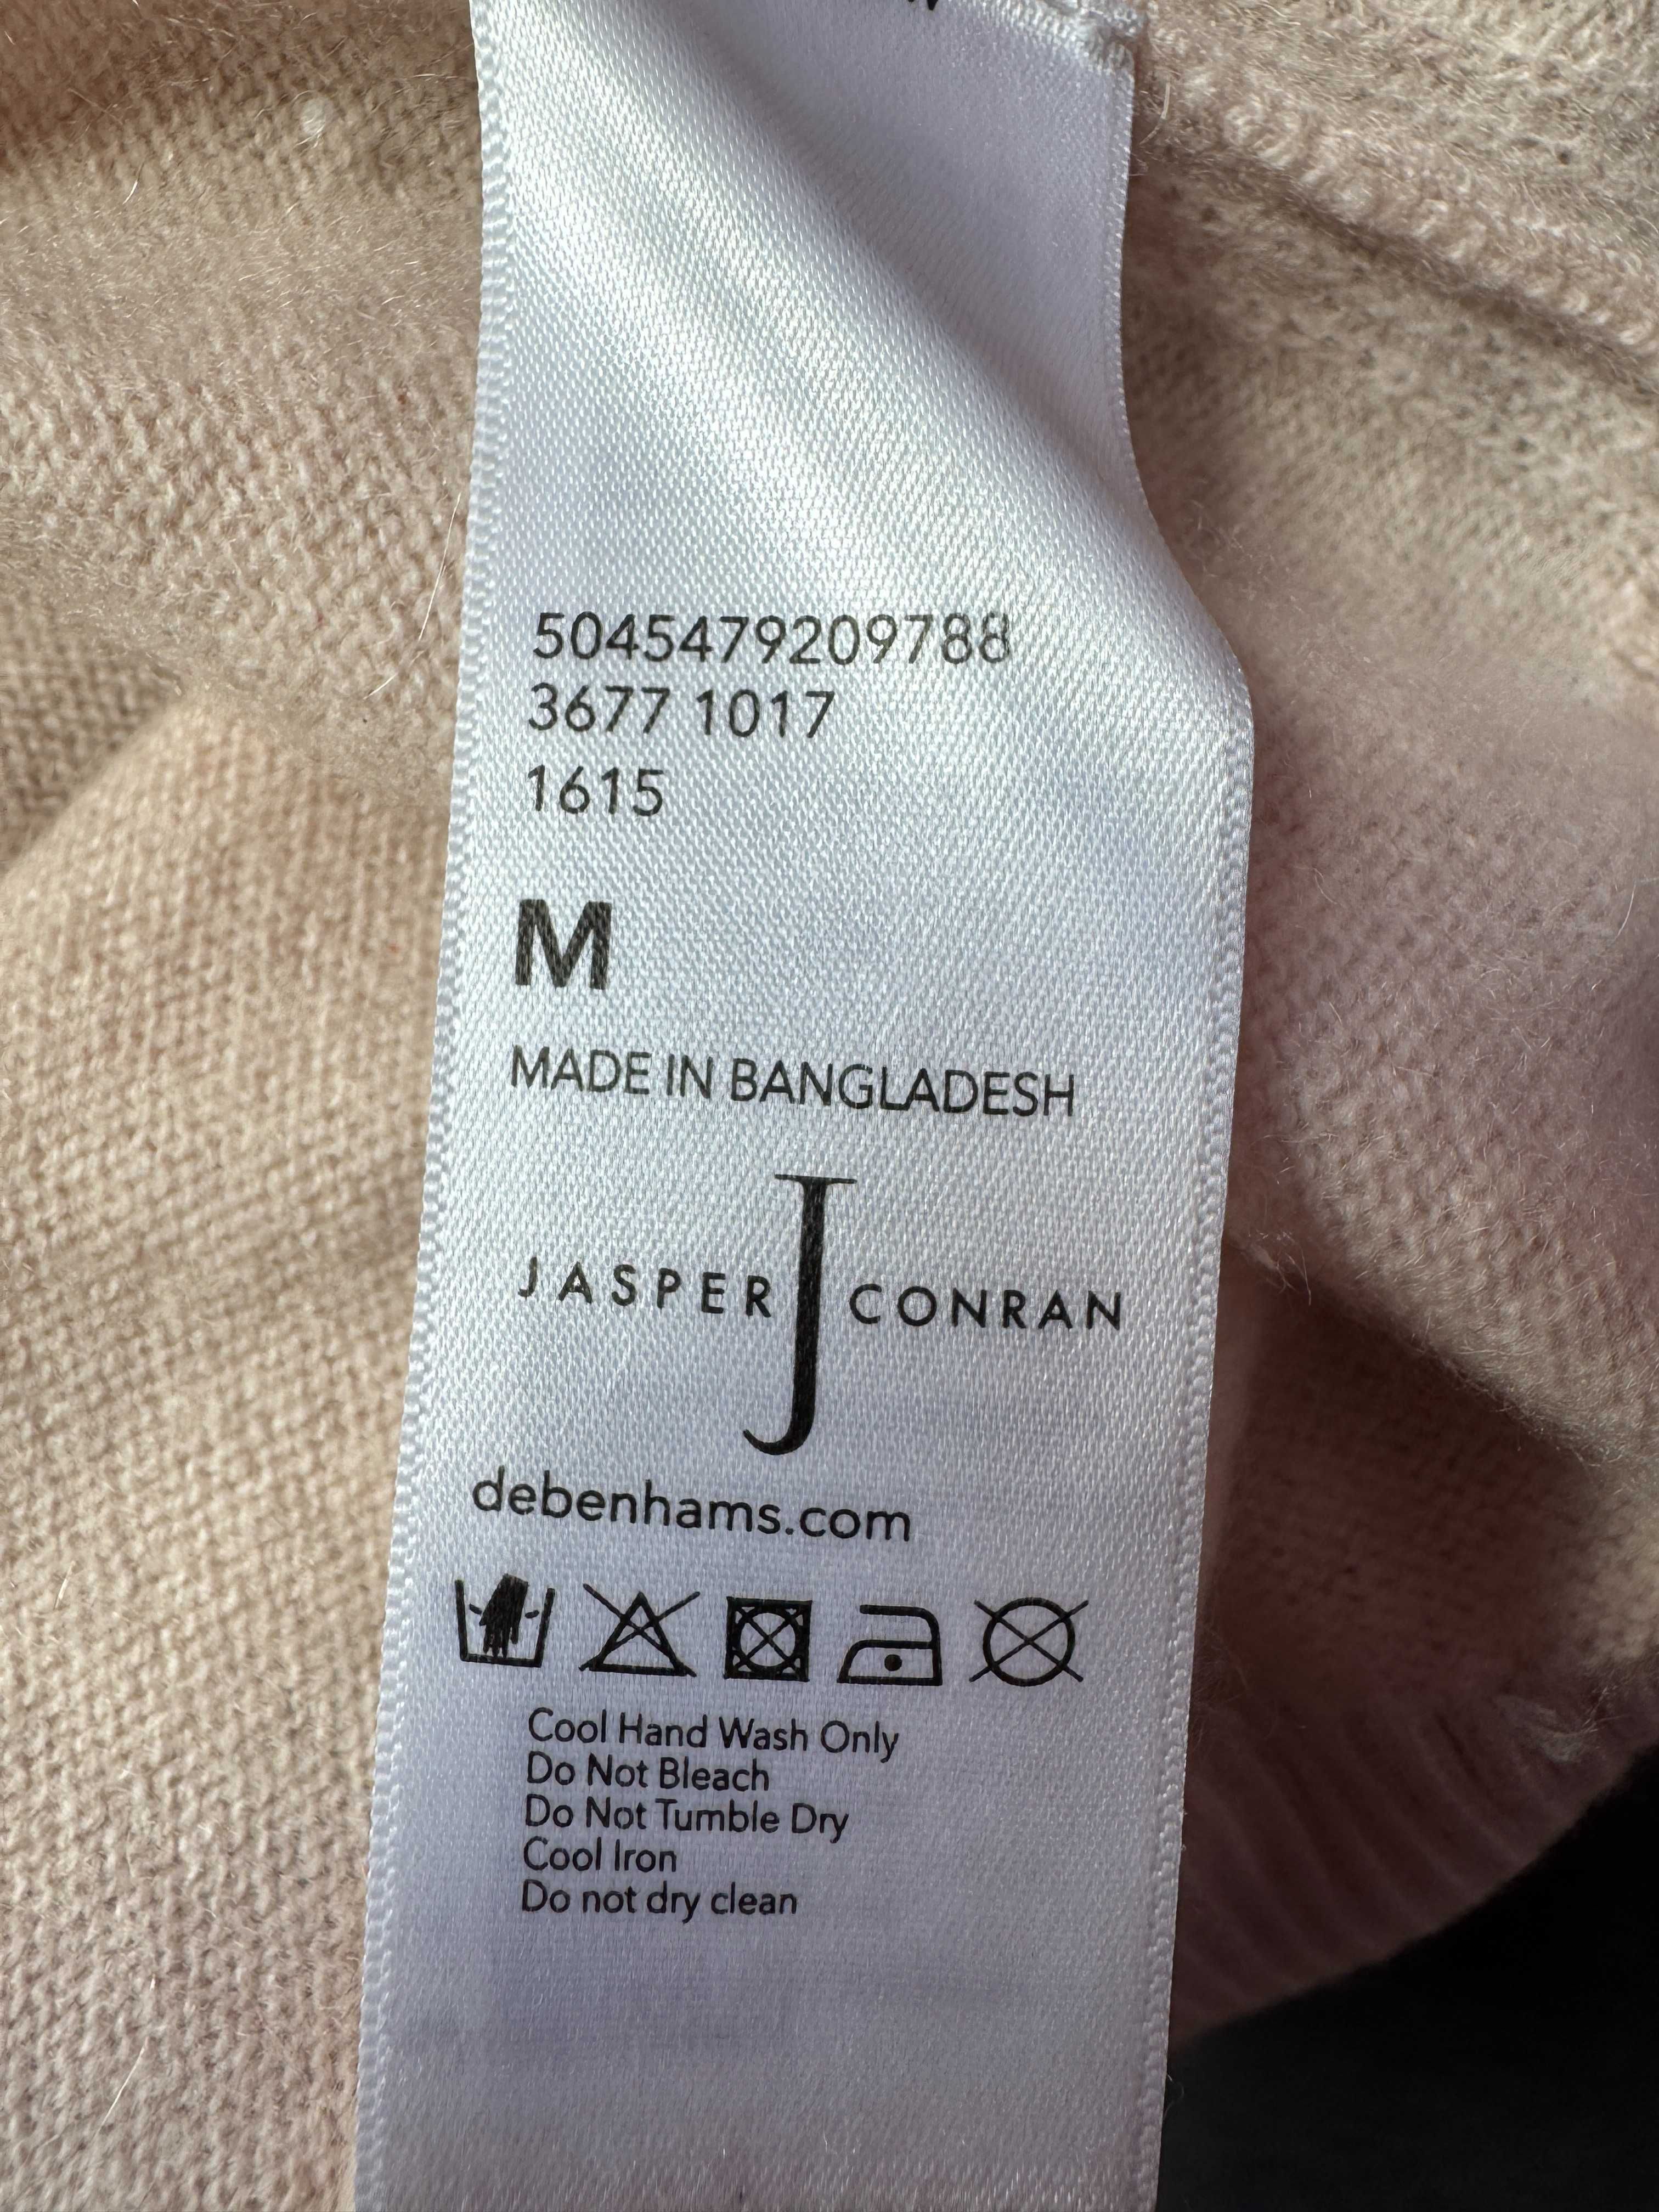 5045479209788
3677 1017
1615
M
MADE IN BANGLADESH
JASPER J CONRAN
debenhams.com
Cool Hand Wash Only
Do Not Bleach
Do Not Tumble Dry
Cool Iron
Do not dry clean